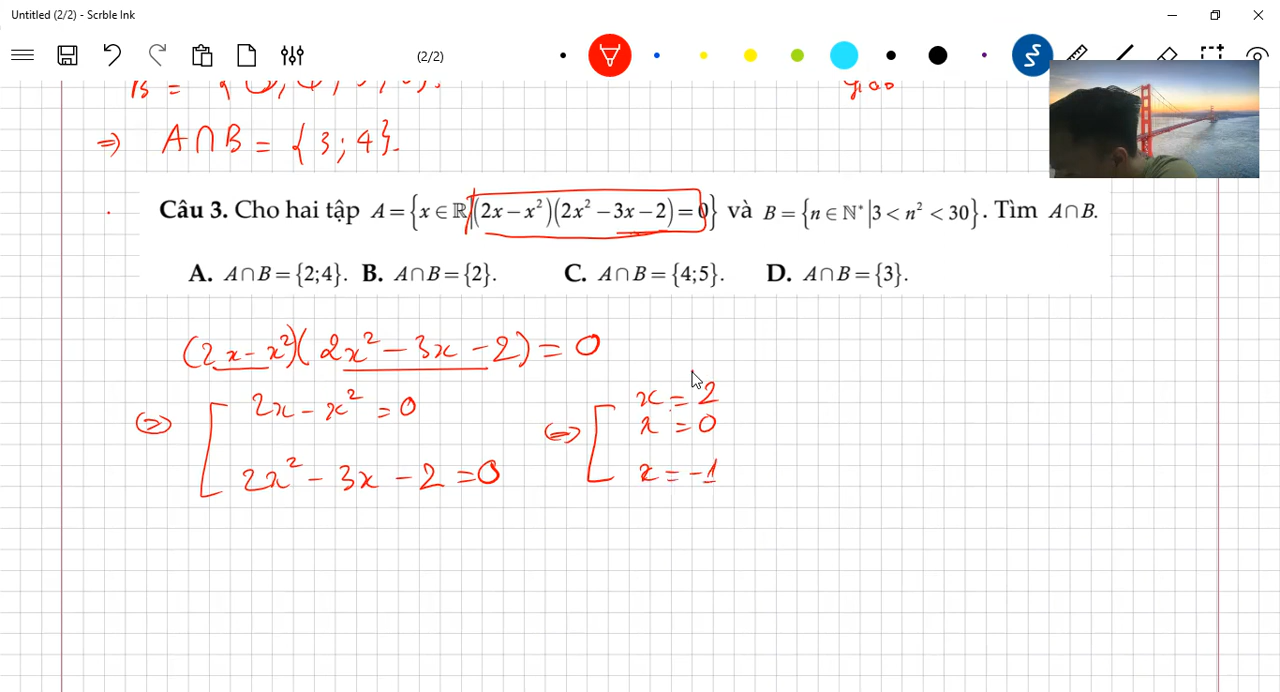 Untitled (2/2) - Scrble Ink
(2/2)
B =
giao
⇒ A∩B = {3;4}.
Câu 3. Cho hai tập A = {x ∈ ℝ|(2x − x²)(2x² − 3x − 2) = 0} và B = {n ∈ ℕ*|3 < n² < 30}. Tìm A∩B.
A. A∩B = {2;4}. B. A∩B = {2}. C. A∩B = {4;5}. D. A∩B = {3}.
(2x − x²)(2x² − 3x − 2) = 0
⇔ [ 2x − x² = 0
2x² − 3x − 2 = 0
⇔ [ x = 2
x = 0
x = −1